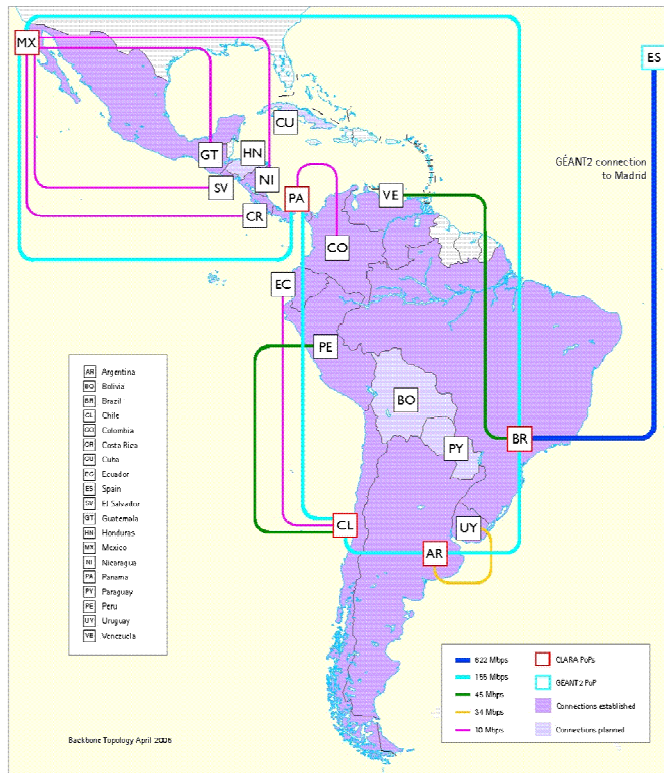 MX
ES
CU
GÉANT2 connection
to Madrid
GT
HN
NI
SV
PA
VE
CR
CO
EC
PE
AR Argentina
BO Bolivia
BR Brazil
CL Chile
CO Colombia
CR Costa Rica
CU Cuba
EC Ecuador
ES Spain
SV El Salvador
GT Guatemala
HN Honduras
MX Mexico
NI Nicaragua
PA Panama
PY Paraguay
PE Peru
UY Uruguay
VE Venezuela
BO
BR
PY
CL
UY
AR
622 Mbps
155 Mbps
45 Mbps
34 Mbps
10 Mbps
CLARA PoPs
GÉANT2 PoP
Connections established
Connections planned
Backbone Topology April 2006